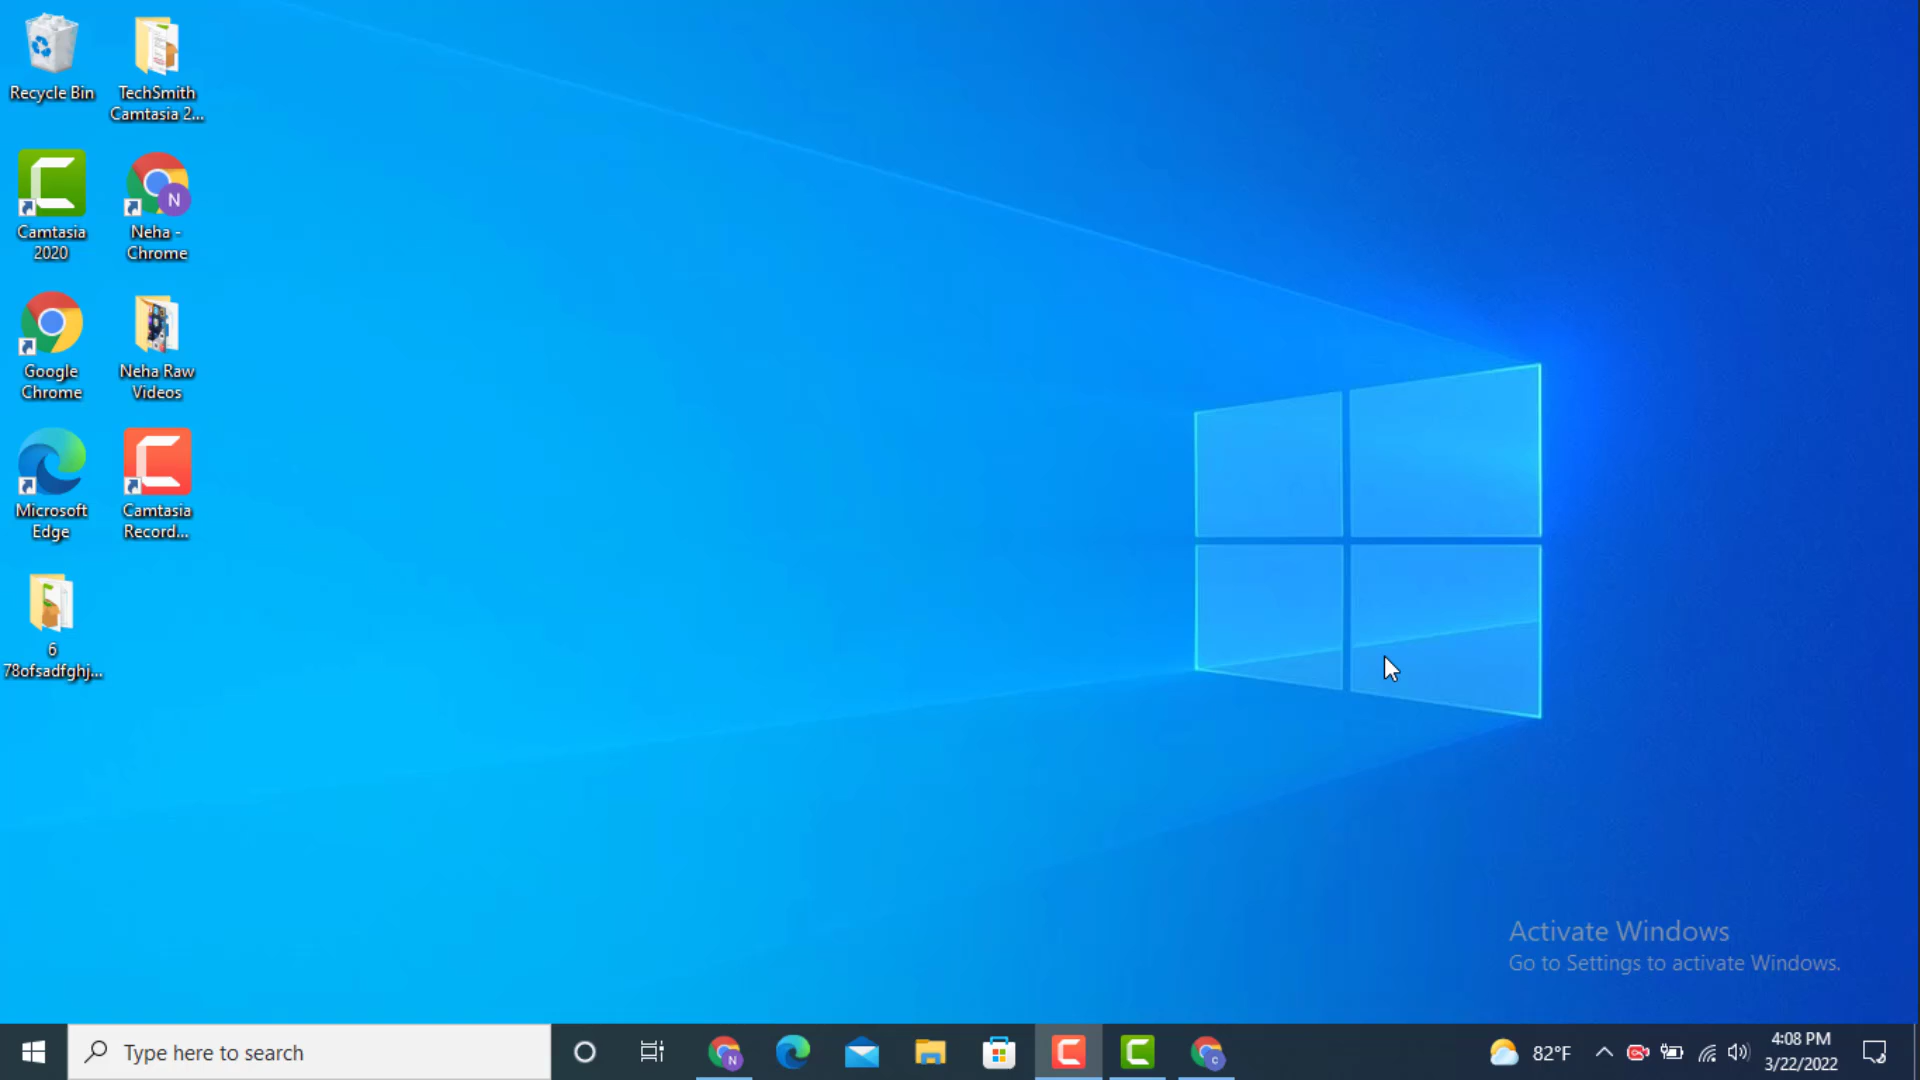 Recycle Bin
TechSmith
Camtasia 2...
Camtasia
2020
N
Neha -
Chrome
Google
Chrome
Neha Raw
Videos
Microsoft
Edge
Camtasia
Record...
6
78ofsadfghj...
Activate Windows
Go to Settings to activate Windows.
Type here to search
N
C
82°F
4:08 PM
3/22/2022